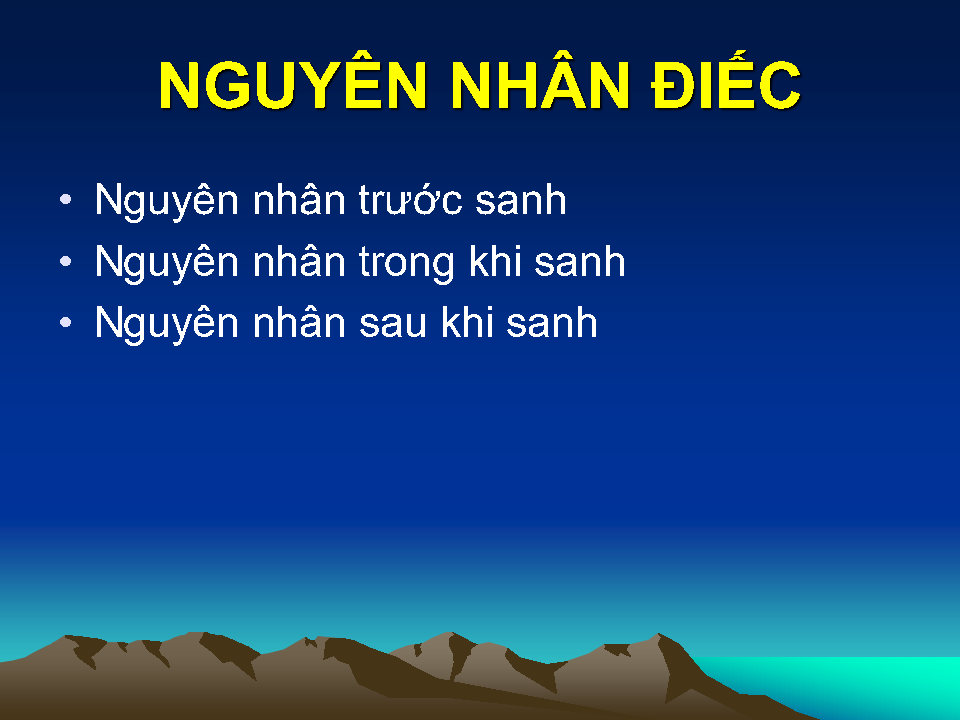 NGUYÊN NHÂN ĐIẾC
• Nguyên nhân trước sanh
• Nguyên nhân trong khi sanh
• Nguyên nhân sau khi sanh